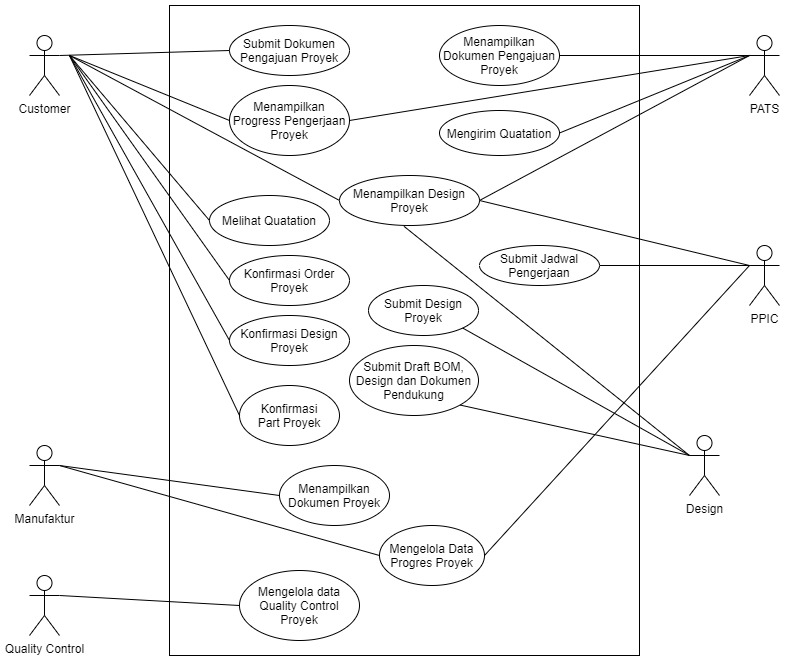 Submit Dokumen
Pengajuan Proyek
Menampilkan
Dokumen Pengajuan
Proyek
Customer
PATS
Menampilkan
Progress Pengerjaan
Proyek
Mengirim Quatation
Menampilkan Design
Proyek
Melihat Quatation
Submit Jadwal
Pengerjaan
Konfirmasi Order
Proyek
PPIC
Submit Design
Proyek
Konfirmasi Design
Proyek
Submit Draft BOM,
Design dan Dokumen
Pendukung
Konfirmasi
Part Proyek
Manufaktur
Menampilkan
Dokumen Proyek
Design
Mengelola Data
Progres Proyek
Mengelola data
Quality Control
Proyek
Quality Control